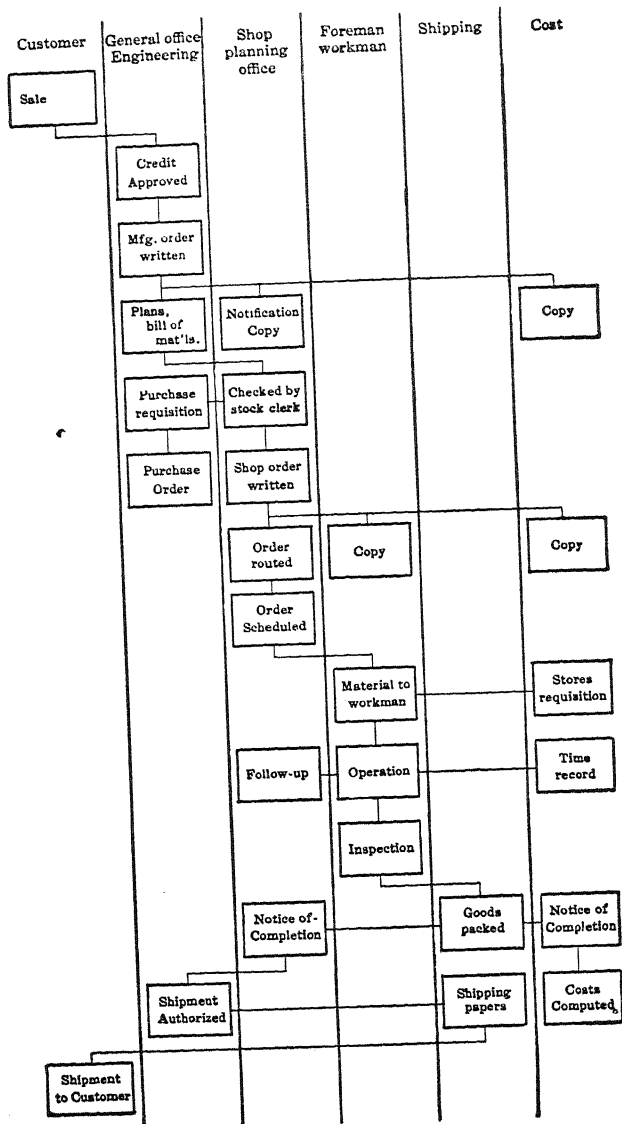 Customer
General office
Engineering
Shop
planning
office
Foreman
workman
Shipping
Cost
Sale
Credit
Approved
Mfg. order
written
Plans,
bill of
mat'ls.
Notification
Copy
Copy
Purchase
requisition
Checked by
stock clerk
Purchase
Order
Shop order
written
Order
routed
Copy
Copy
Order
Scheduled
Material to
workman
Stores
requisition
Follow-up
Operation
Time
record
Inspection
Notice of-
Completion
Goods
packed
Notice of
Completion
Shipment
Authorized
Shipping
papers
Costs
Computed
Shipment
to Customer